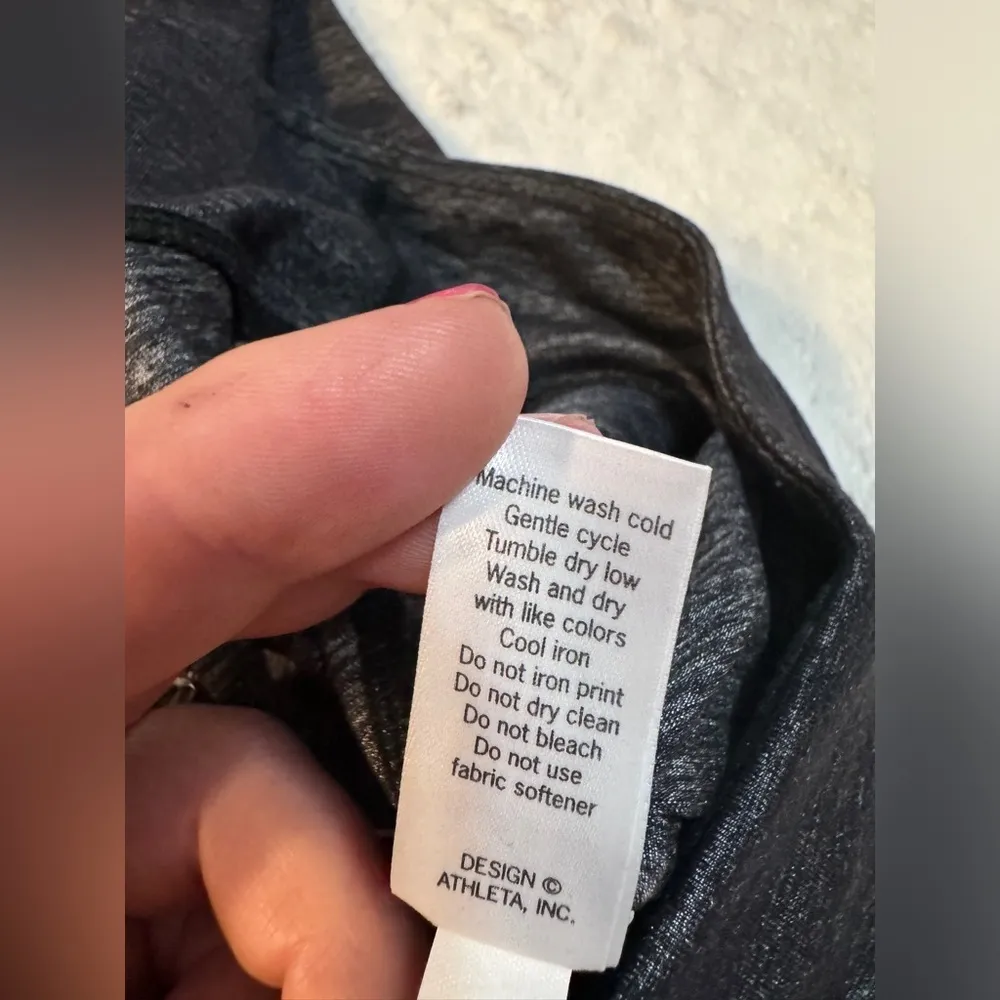 Machine wash cold
Gentle cycle
Tumble dry low
Wash and dry
with like colors
Cool iron
Do not iron print
Do not dry clean
Do not bleach
Do not use
fabric softener
DESIGN ©
ATHLETA, INC.